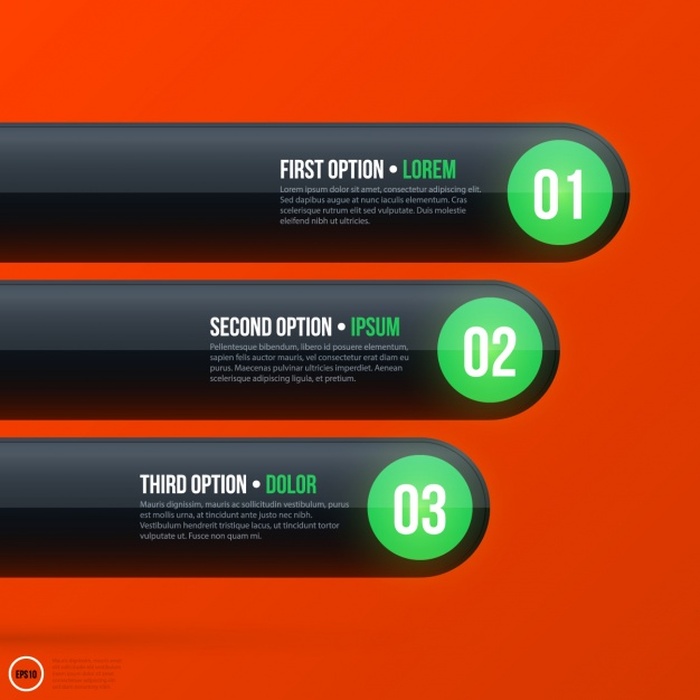 FIRST OPTION • LOREM
Lorem ipsum dolor sit amet, consectetur adipiscing elit.
Sed dapibus augue at nunc iaculis elementum. Cras
scelerisque rutrum elit sed vulputate. Duis molestie
eleifend nibh ut ultricies.
01
SECOND OPTION • IPSUM
Pellentesque bibendum, libero id posuere elementum,
sapien felis auctor mauris, vel consectetur erat diam eu
purus. Maecenas pulvinar ultricies imperdiet. Aenean
scelerisque adipiscing ligula, et pretium.
02
THIRD OPTION • DOLOR
Mauris dignissim, mauris ac sollicitudin vestibulum, purus
est mollis urna, at tincidunt ante justo nec nibh.
Vestibulum hendrerit tristique lacus, ut tincidunt tortor
vulputate ut. Fusce non quam mi.
03
EPS10